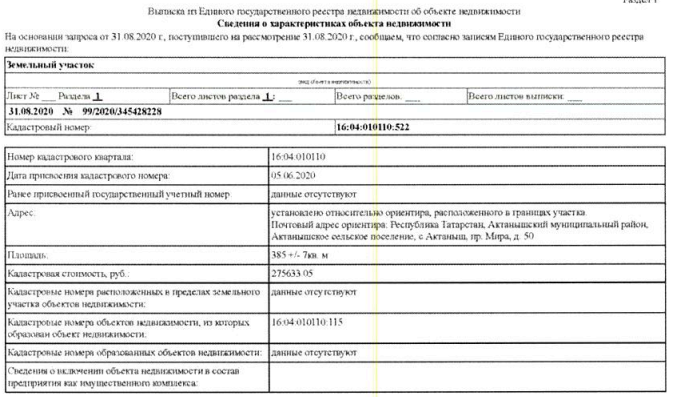 Раздел 1
Выписка из Единого государственного реестра недвижимости об объекте недвижимости
Сведения о характеристиках объекта недвижимости
На основании запроса от 31.08.2020 г., поступившего на рассмотрение 31.08.2020 г., сообщаем, что согласно записям Единого государственного реестра
недвижимости:
Земельный участок
(вид объекта недвижимости)
Лист № ___ Раздела 1 Всего листов раздела 1 : ___ Всего разделов: ___ Всего листов выписки: ___
31.08.2020 № 99/2020/345428228
Кадастровый номер: 16:04:010110:522
Номер кадастрового квартала: 16:04:010110
Дата присвоения кадастрового номера: 05.06.2020
Ранее присвоенный государственный учетный номер данные отсутствуют
Адрес: установлено относительно ориентира, расположенного в границах участка.
Почтовый адрес ориентира: Республика Татарстан, Актанышский муниципальный район,
Актанышское сельское поселение, с Актаныш, пр. Мира, д. 50
Площадь: 385 +/- 7кв. м
Кадастровая стоимость, руб.: 275633.05
Кадастровые номера расположенных в пределах земельного данные отсутствуют
участка объектов недвижимости:
Кадастровые номера объектов недвижимости, из которых 16:04:010110:115
образован объект недвижимости:
Кадастровые номера образованных объектов недвижимости: данные отсутствуют
Сведения о включении объекта недвижимости в состав
предприятия как имущественного комплекса: